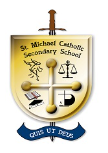 St. Michael Catholic
Secondary School
QUIS UT DEUS